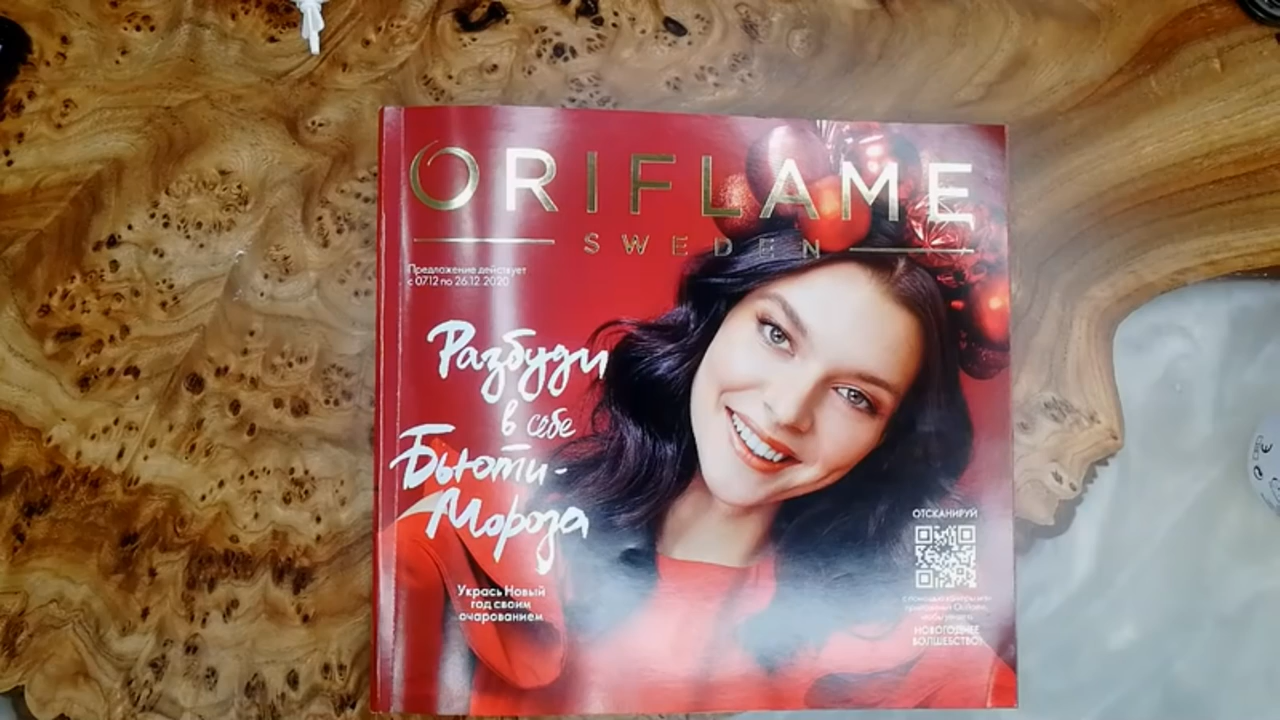 ORIFLAME
SWEDEN
Предложение действует
с 07.12 по 26.12.2020
Разбуди
в себе
Бьюти-
Мороза
Укрась Новый
год своим
очарованием
ОТСКАНИРУЙ
НОВОГОДНЕЕ
ВОЛШЕБСТВО!
CE